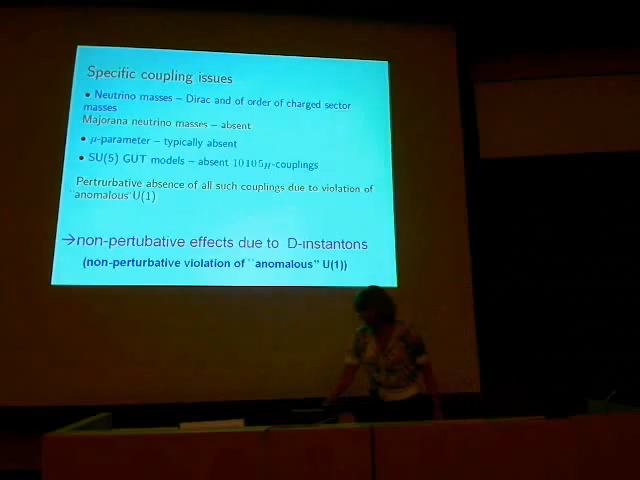 Specific coupling issues
• Neutrino masses – Dirac and of order of charged sector
masses
Majorana neutrino masses – absent
• μ-parameter – typically absent
• SU(5) GUT models – absent 10 10 5_H-couplings
Pertrurbative absence of all such couplings due to violation of
``anomalous U(1)
→non-pertubative effects due to D-instantons
(non-perturbative violation of ``anomalous" U(1))